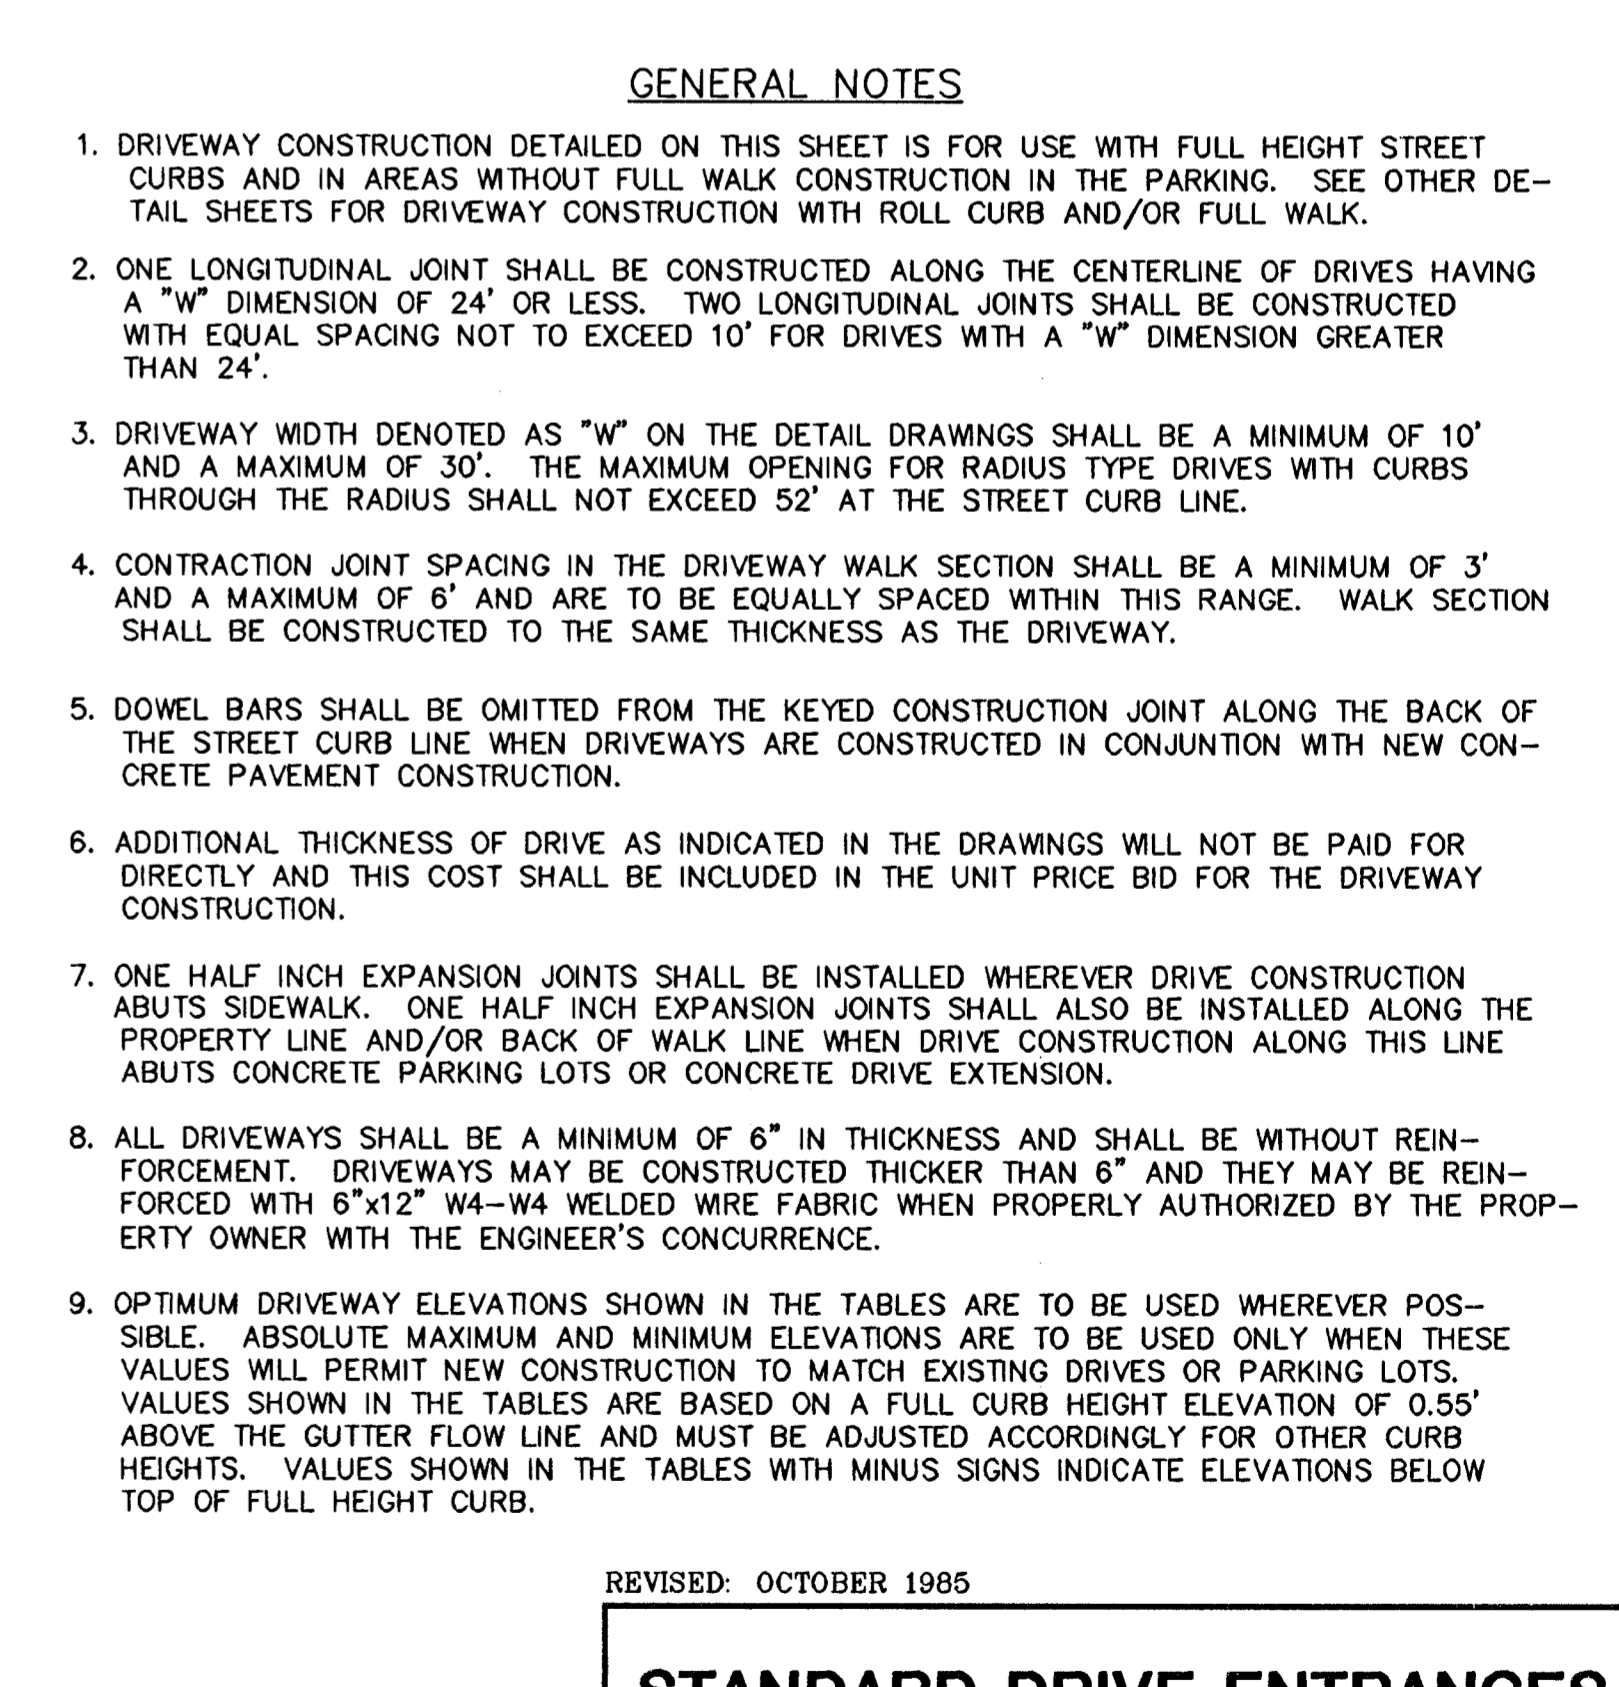 GENERAL NOTES
1. DRIVEWAY CONSTRUCTION DETAILED ON THIS SHEET IS FOR USE WITH FULL HEIGHT STREET
CURBS AND IN AREAS WITHOUT FULL WALK CONSTRUCTION IN THE PARKING. SEE OTHER DE-
TAIL SHEETS FOR DRIVEWAY CONSTRUCTION WITH ROLL CURB AND/OR FULL WALK.
2. ONE LONGITUDINAL JOINT SHALL BE CONSTRUCTED ALONG THE CENTERLINE OF DRIVES HAVING
A "W" DIMENSION OF 24' OR LESS. TWO LONGITUDINAL JOINTS SHALL BE CONSTRUCTED
WITH EQUAL SPACING NOT TO EXCEED 10' FOR DRIVES WITH A "W" DIMENSION GREATER
THAN 24'.
3. DRIVEWAY WIDTH DENOTED AS "W" ON THE DETAIL DRAWINGS SHALL BE A MINIMUM OF 10'
AND A MAXIMUM OF 30'. THE MAXIMUM OPENING FOR RADIUS TYPE DRIVES WITH CURBS
THROUGH THE RADIUS SHALL NOT EXCEED 52' AT THE STREET CURB LINE.
4. CONTRACTION JOINT SPACING IN THE DRIVEWAY WALK SECTION SHALL BE A MINIMUM OF 3'
AND A MAXIMUM OF 6' AND ARE TO BE EQUALLY SPACED WITHIN THIS RANGE. WALK SECTION
SHALL BE CONSTRUCTED TO THE SAME THICKNESS AS THE DRIVEWAY.
5. DOWEL BARS SHALL BE OMITTED FROM THE KEYED CONSTRUCTION JOINT ALONG THE BACK OF
THE STREET CURB LINE WHEN DRIVEWAYS ARE CONSTRUCTED IN CONJUNTION WITH NEW CON-
CRETE PAVEMENT CONSTRUCTION.
6. ADDITIONAL THICKNESS OF DRIVE AS INDICATED IN THE DRAWINGS WILL NOT BE PAID FOR
DIRECTLY AND THIS COST SHALL BE INCLUDED IN THE UNIT PRICE BID FOR THE DRIVEWAY
CONSTRUCTION.
7. ONE HALF INCH EXPANSION JOINTS SHALL BE INSTALLED WHEREVER DRIVE CONSTRUCTION
ABUTS SIDEWALK. ONE HALF INCH EXPANSION JOINTS SHALL ALSO BE INSTALLED ALONG THE
PROPERTY LINE AND/OR BACK OF WALK LINE WHEN DRIVE CONSTRUCTION ALONG THIS LINE
ABUTS CONCRETE PARKING LOTS OR CONCRETE DRIVE EXTENSION.
8. ALL DRIVEWAYS SHALL BE A MINIMUM OF 6" IN THICKNESS AND SHALL BE WITHOUT REIN-
FORCEMENT. DRIVEWAYS MAY BE CONSTRUCTED THICKER THAN 6" AND THEY MAY BE REIN-
FORCED WITH 6"x12" W4-W4 WELDED WIRE FABRIC WHEN PROPERLY AUTHORIZED BY THE PROP-
ERTY OWNER WITH THE ENGINEER'S CONCURRENCE.
9. OPTIMUM DRIVEWAY ELEVATIONS SHOWN IN THE TABLES ARE TO BE USED WHEREVER POS-
SIBLE. ABSOLUTE MAXIMUM AND MINIMUM ELEVATIONS ARE TO BE USED ONLY WHEN THESE
VALUES WILL PERMIT NEW CONSTRUCTION TO MATCH EXISTING DRIVES OR PARKING LOTS.
VALUES SHOWN IN THE TABLES ARE BASED ON A FULL CURB HEIGHT ELEVATION OF 0.55'
ABOVE THE GUTTER FLOW LINE AND MUST BE ADJUSTED ACCORDINGLY FOR OTHER CURB
HEIGHTS. VALUES SHOWN IN THE TABLES WITH MINUS SIGNS INDICATE ELEVATIONS BELOW
TOP OF FULL HEIGHT CURB.
REVISED: OCTOBER 1985
STANDARD DRIVE ENTRANCES